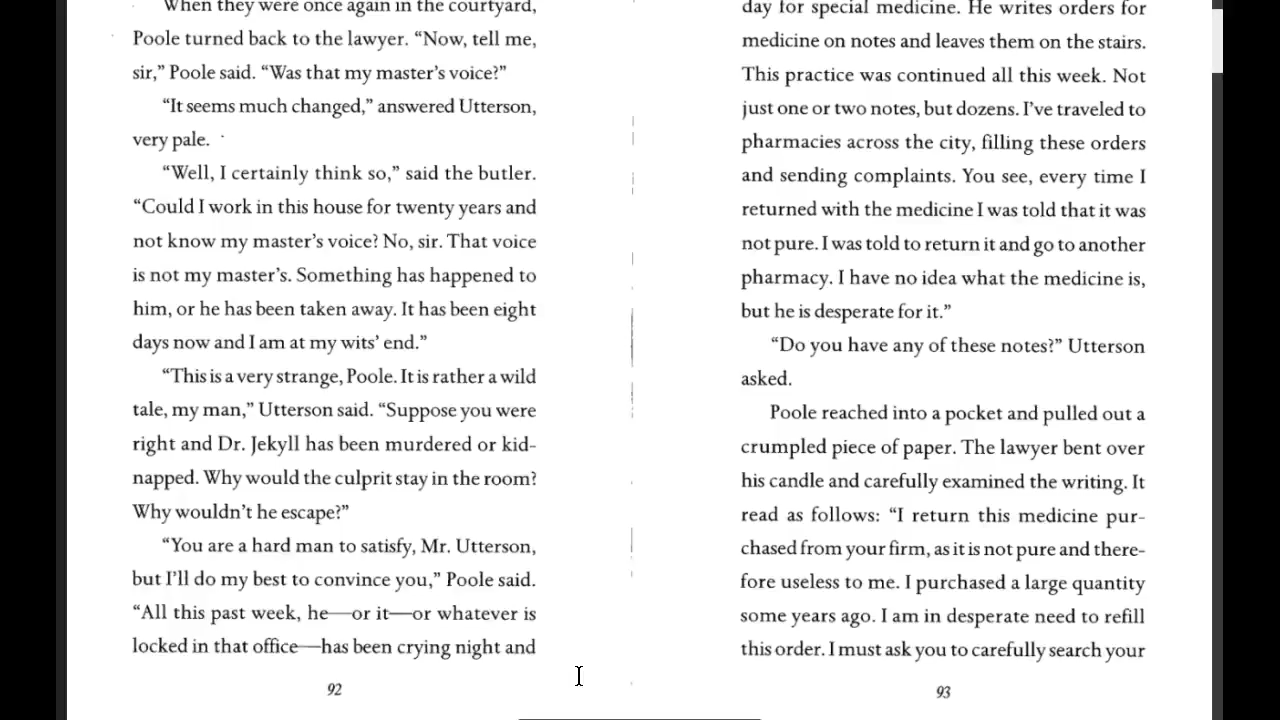 When they were once again in the courtyard,
Poole turned back to the lawyer. “Now, tell me,
sir,” Poole said. “Was that my master’s voice?”
“It seems much changed,” answered Utterson,
very pale.
“Well, I certainly think so,” said the butler.
“Could I work in this house for twenty years and
not know my master’s voice? No, sir. That voice
is not my master’s. Something has happened to
him, or he has been taken away. It has been eight
days now and I am at my wits’ end.”
“This is a very strange, Poole. It is rather a wild
tale, my man,” Utterson said. “Suppose you were
right and Dr. Jekyll has been murdered or kid-
napped. Why would the culprit stay in the room?
Why wouldn’t he escape?”
“You are a hard man to satisfy, Mr. Utterson,
but I’ll do my best to convince you,” Poole said.
“All this past week, he—or it—or whatever is
locked in that office—has been crying night and
92
day for special medicine. He writes orders for
medicine on notes and leaves them on the stairs.
This practice was continued all this week. Not
just one or two notes, but dozens. I’ve traveled to
pharmacies across the city, filling these orders
and sending complaints. You see, every time I
returned with the medicine I was told that it was
not pure. I was told to return it and go to another
pharmacy. I have no idea what the medicine is,
but he is desperate for it.”
“Do you have any of these notes?” Utterson
asked.
Poole reached into a pocket and pulled out a
crumpled piece of paper. The lawyer bent over
his candle and carefully examined the writing. It
read as follows: “I return this medicine pur-
chased from your firm, as it is not pure and there-
fore useless to me. I purchased a large quantity
some years ago. I am in desperate need to refill
this order. I must ask you to carefully search your
93